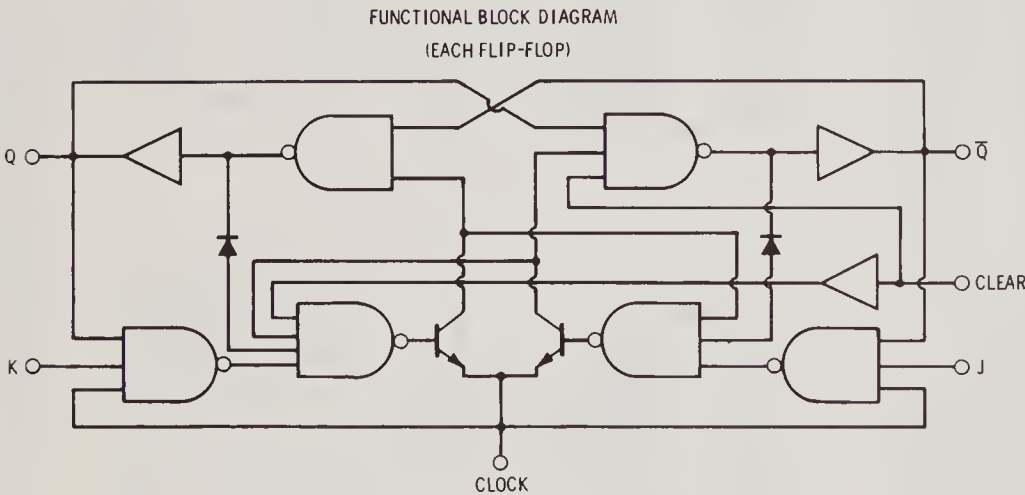 FUNCTIONAL BLOCK DIAGRAM
(EACH FLIP-FLOP)
Q
Q̅
CLEAR
K
J
CLOCK